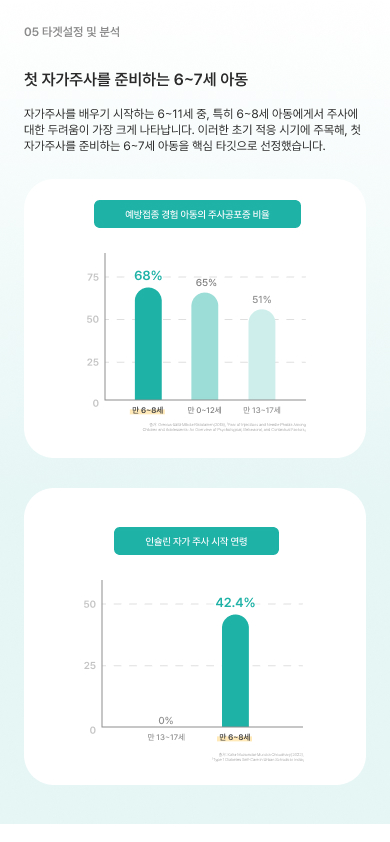 05 타겟설정 및 분석
첫 자가주사를 준비하는 6~7세 아동
자가주사를 배우기 시작하는 6~11세 중, 특히 6~8세 아동에게서 주사에
대한 두려움이 가장 크게 나타납니다. 이러한 초기 적응 시기에 주목해, 첫
자가주사를 준비하는 6~7세 아동을 핵심 타깃으로 선정했습니다.
예방접종 경험 아동의 주사공포증 비율
75
50
25
0
68%
65%
51%
만 6~8세
만 0~12세
만 13~17세
인슐린 자가 주사 시작 연령
50
25
0
0%
42.4%
만 13~17세
만 6~8세